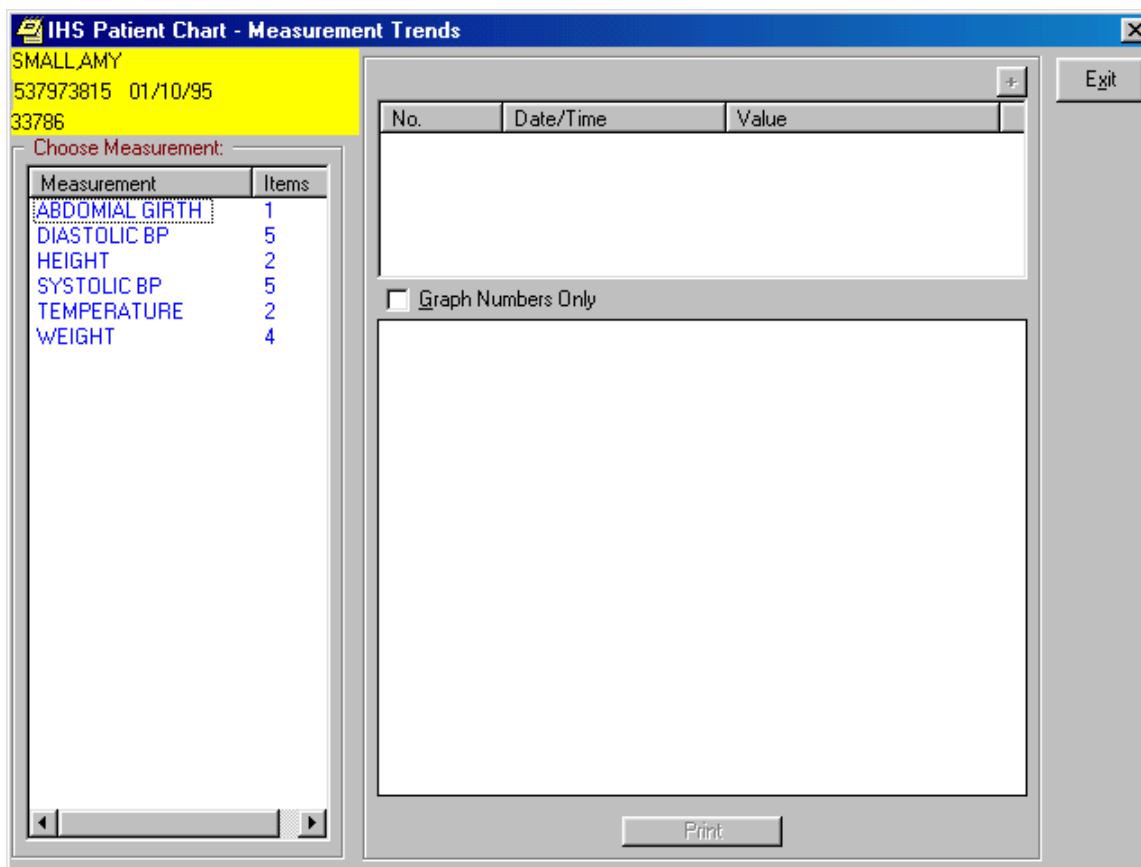 IHS Patient Chart - Measurement Trends
SMALL,AMY
537973815 01/10/95
33786
Choose Measurement:
Measurement Items
ABDOMIAL GIRTH 1
DIASTOLIC BP 5
HEIGHT 2
SYSTOLIC BP 5
TEMPERATURE 2
WEIGHT 4
+
No. Date/Time Value
Graph Numbers Only
Print
Exit